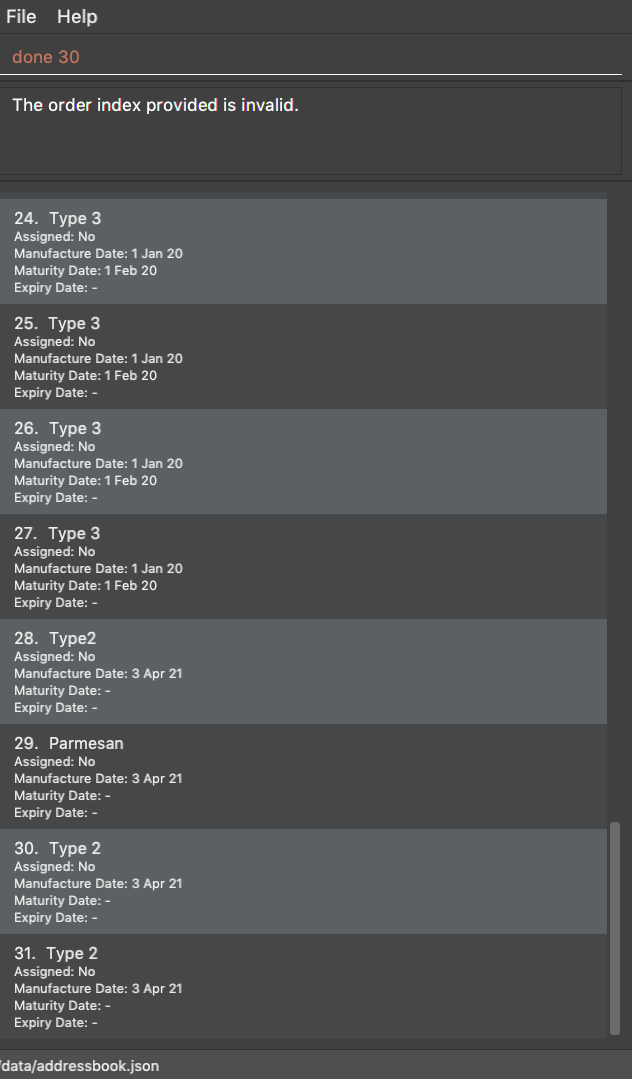 File Help
done 30
The order index provided is invalid.
24. Type 3
Assigned: No
Manufacture Date: 1 Jan 20
Maturity Date: 1 Feb 20
Expiry Date: -
25. Type 3
Assigned: No
Manufacture Date: 1 Jan 20
Maturity Date: 1 Feb 20
Expiry Date: -
26. Type 3
Assigned: No
Manufacture Date: 1 Jan 20
Maturity Date: 1 Feb 20
Expiry Date: -
27. Type 3
Assigned: No
Manufacture Date: 1 Jan 20
Maturity Date: 1 Feb 20
Expiry Date: -
28. Type2
Assigned: No
Manufacture Date: 3 Apr 21
Maturity Date: -
Expiry Date: -
29. Parmesan
Assigned: No
Manufacture Date: 3 Apr 21
Maturity Date: -
Expiry Date: -
30. Type 2
Assigned: No
Manufacture Date: 3 Apr 21
Maturity Date: -
Expiry Date: -
31. Type 2
Assigned: No
Manufacture Date: 3 Apr 21
Maturity Date: -
Expiry Date: -
/data/addressbook.json